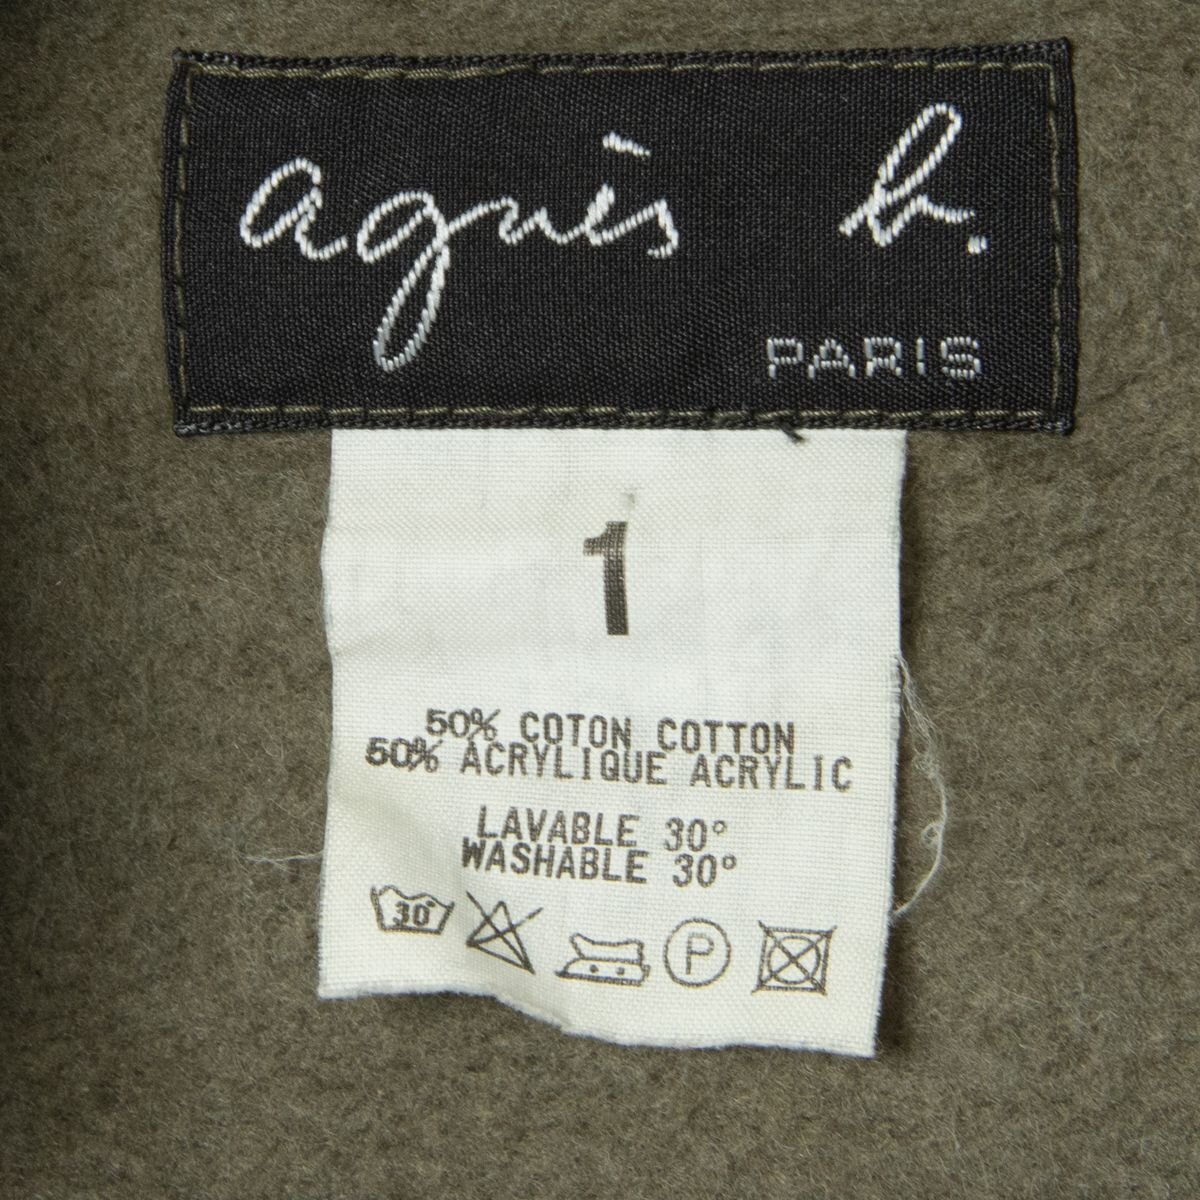 agnès b.
PARIS
1
50% COTON COTTON
50% ACRYLIQUE ACRYLIC
LAVABLE 30°
WASHABLE 30°
30° P